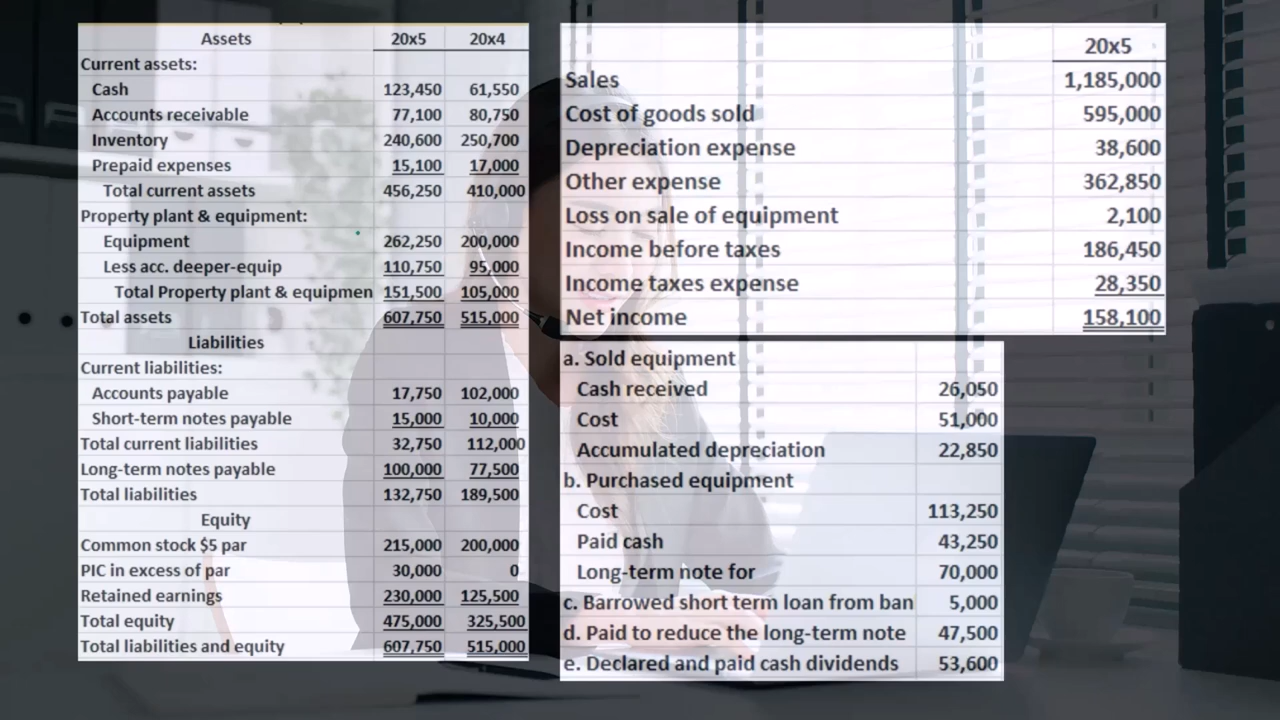 Assets 20x5 20x4
Current assets:
Cash 123,450 61,550
Accounts receivable 77,100 80,750
Inventory 240,600 250,700
Prepaid expenses 15,100 17,000
Total current assets 456,250 410,000
Property plant & equipment:
Equipment 262,250 200,000
Less acc. deeper-equip 110,750 95,000
Total Property plant & equipmen 151,500 105,000
Total assets 607,750 515,000
Liabilities
Current liabilities:
Accounts payable 17,750 102,000
Short-term notes payable 15,000 10,000
Total current liabilities 32,750 112,000
Long-term notes payable 100,000 77,500
Total liabilities 132,750 189,500
Equity
Common stock $5 par 215,000 200,000
PIC in excess of par 30,000 0
Retained earnings 230,000 125,500
Total equity 475,000 325,500
Total liabilities and equity 607,750 515,000
20x5
Sales 1,185,000
Cost of goods sold 595,000
Depreciation expense 38,600
Other expense 362,850
Loss on sale of equipment 2,100
Income before taxes 186,450
Income taxes expense 28,350
Net income 158,100
a. Sold equipment
Cash received 26,050
Cost 51,000
Accumulated depreciation 22,850
b. Purchased equipment
Cost 113,250
Paid cash 43,250
Long-term note for 70,000
c. Barrowed short term loan from ban 5,000
d. Paid to reduce the long-term note 47,500
e. Declared and paid cash dividends 53,600